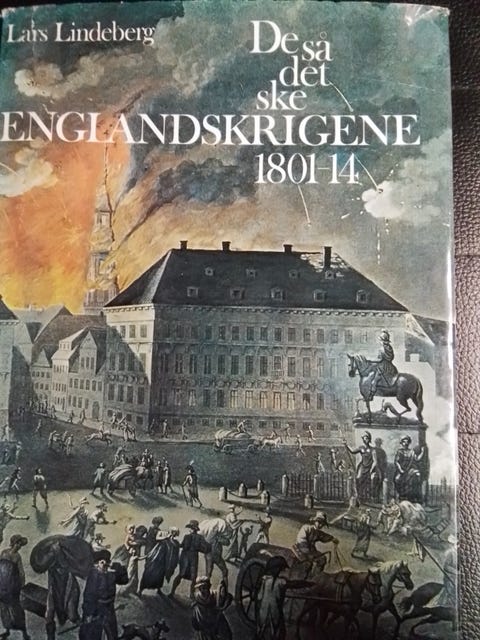 Lars Lindeberg
De så
det
ske
ENGLANDSKRIGENE
1801-14